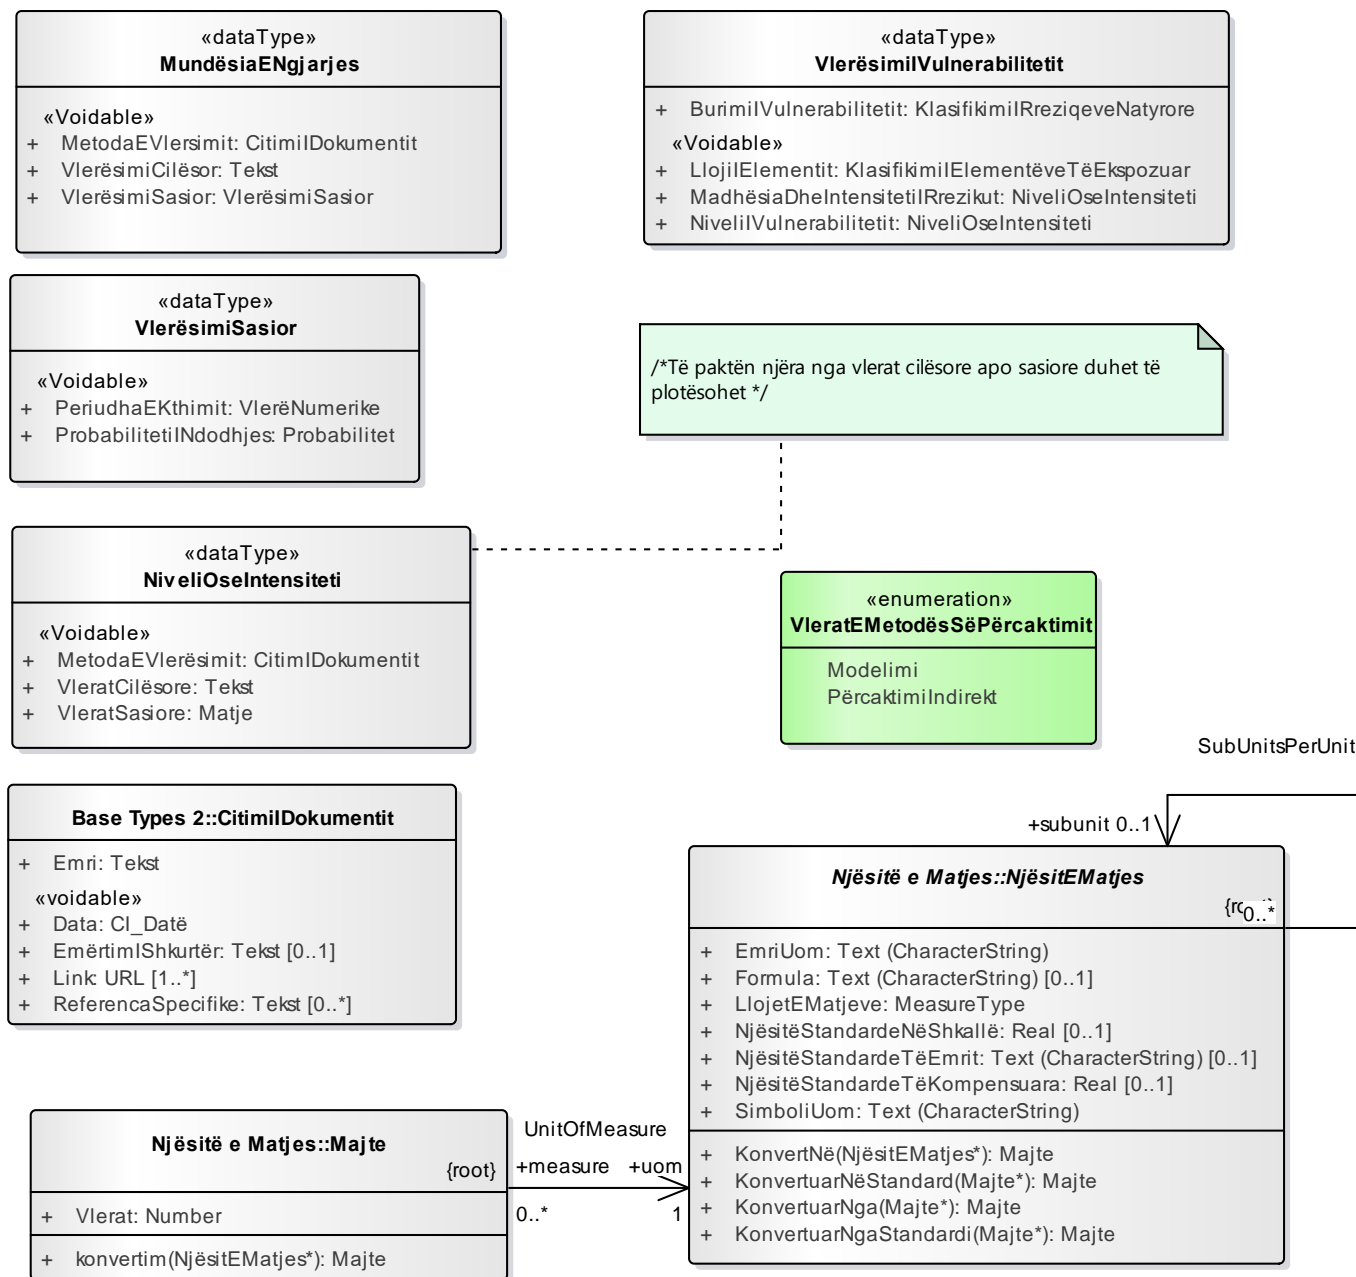 «dataType»
MundësiaENgjarjes
«Voidable»
+ MetodaEVlersimit: CitimiIDokumentit
+ VlerësimiCilësor: Tekst
+ VlerësimiSasior: VlerësimiSasior
«dataType»
VlerësimiIVulnerabilitetit
+ BurimiIVulnerabilitetit: KlasifikimiIRreziqeveNatyrore
«Voidable»
+ LlojiIElementit: KlasifikimiIElementëveTëEkspozuar
+ MadhësiaDheIntensitetiIRrezikut: NiveliOseIntensiteti
+ NiveliIVulnerabilitetit: NiveliOseIntensiteti
«dataType»
VlerësimiSasior
«Voidable»
+ PeriudhaEKthimit: VlerëNumerike
+ ProbabilitetiINdodhjes: Probabilitet
/*Të paktën njëra nga vlerat cilësore apo sasiore duhet të
plotësohet */
«dataType»
NiveliOseIntensiteti
«Voidable»
+ MetodaEVlerësimit: CitimIDokumentit
+ VleratCilësore: Tekst
+ VleratSasiore: Matje
«enumeration»
VleratEMetodësSëPërcaktimit
Modelimi
PërcaktimiIndirekt
SubUnitsPerUnit
Base Types 2::CitimiIDokumentit
+ Emri: Tekst
«voidable»
+ Data: CI_Datë
+ EmërtimIShkurtër: Tekst [0..1]
+ Link: URL [1..*]
+ ReferencaSpecifike: Tekst [0..*]
+subunit 0..1
Njësitë e Matjes::NjësitEMatjes
0..*
+ EmriUom: Text (CharacterString)
+ Formula: Text (CharacterString) [0..1]
+ LlojetEMatjeve: MeasureType
+ NjësitëStandardeNëShkallë: Real [0..1]
+ NjësitëStandardeTëEmrit: Text (CharacterString) [0..1]
+ NjësitëStandardeTëKompensuara: Real [0..1]
+ SimboliUom: Text (CharacterString)
+ KonvertNë(NjësitEMatjes*): Majte
+ KonvertuarNëStandard(Majte*): Majte
+ KonvertuarNga(Majte*): Majte
+ KonvertuarNgaStandardi(Majte*): Majte
Njësitë e Matjes::Majte
{root}
+ Vlerat: Number
+ konvertim(NjësitEMatjes*): Majte
UnitOfMeasure
+measure +uom
0..* 1